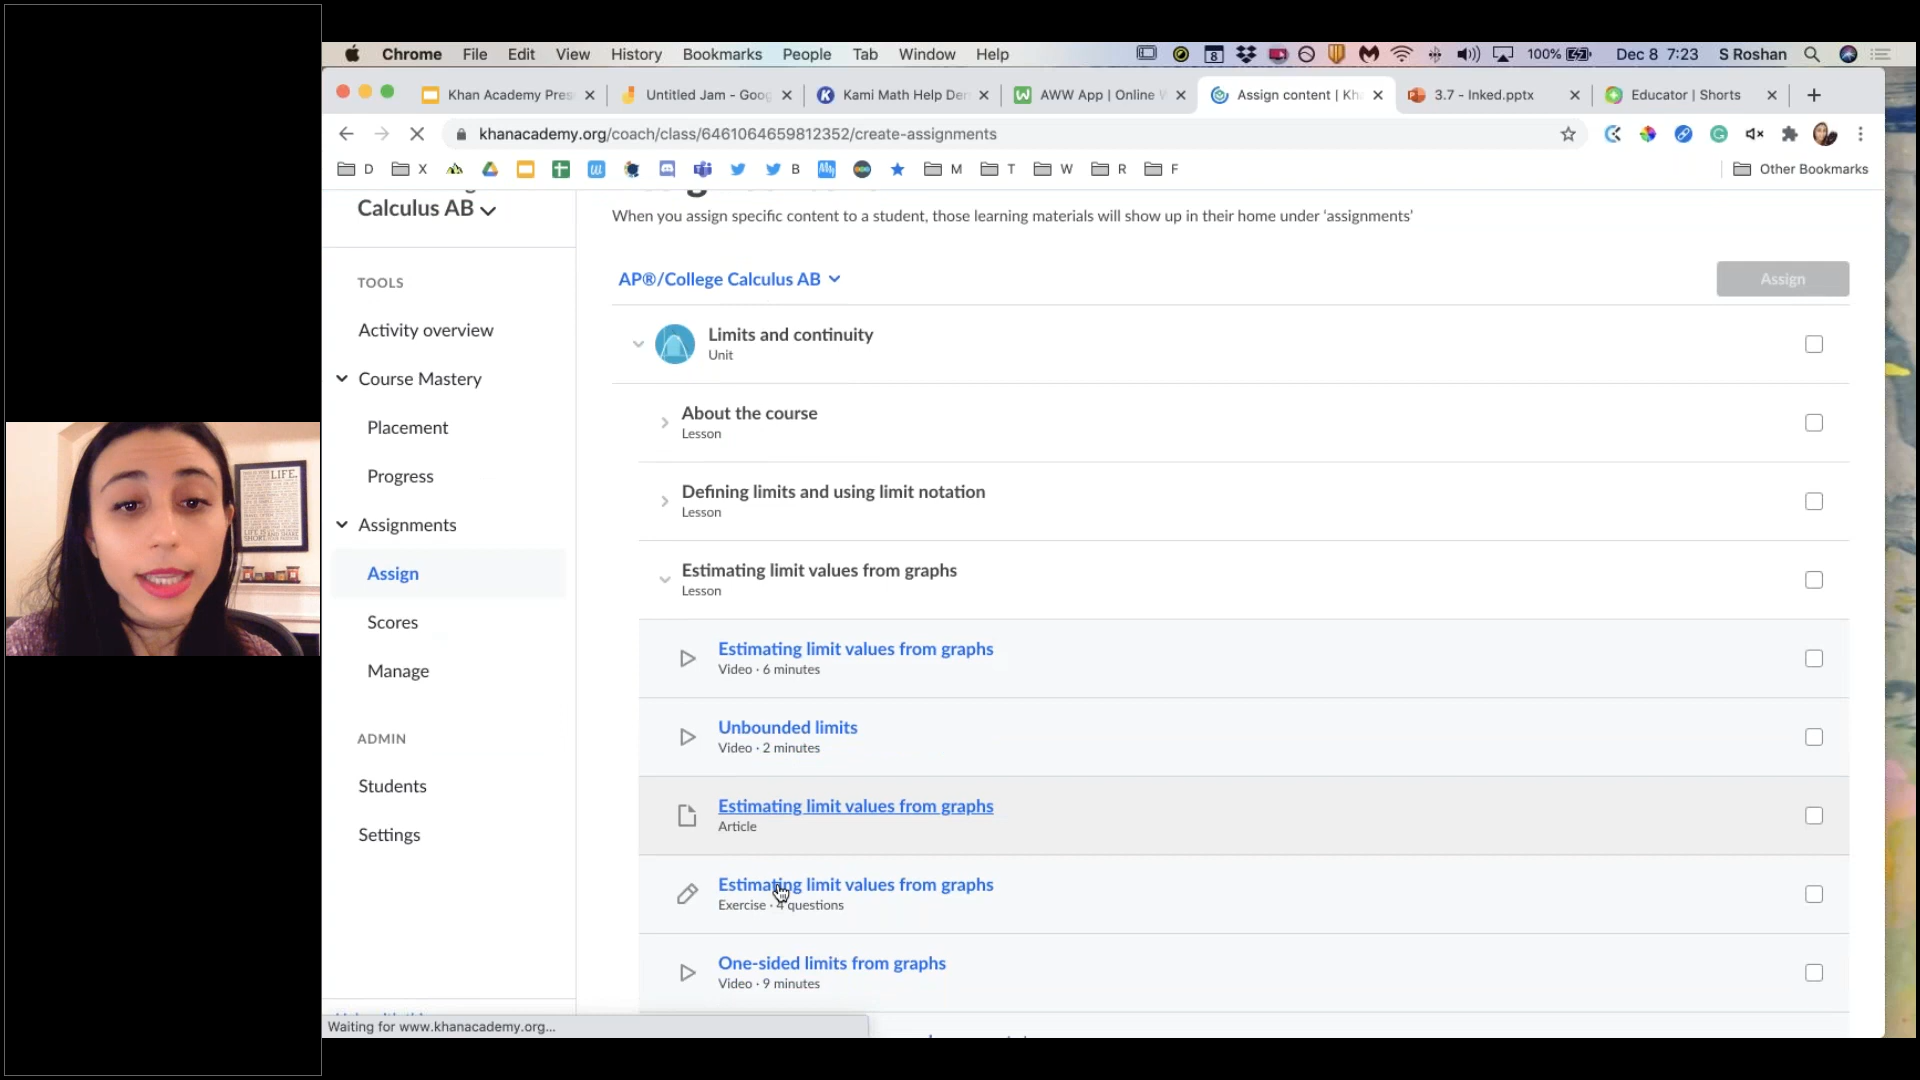 Chrome File Edit View History Bookmarks People Tab Window Help
8 100% Dec 8 7:23 S Roshan
Khan Academy Pres
Untitled Jam - Goog
Kami Math Help Dem
AWW App | Online
Assign content | Kh
3.7 - Inked.pptx
Educator | Shorts
khanacademy.org/coach/class/6461064659812352/create-assignments
D X B M T W R F Other Bookmarks
Calculus AB
When you assign specific content to a student, those learning materials will show up in their home under 'assignments'
TOOLS
Activity overview
Course Mastery
Placement
Progress
Assignments
Assign
Scores
Manage
ADMIN
Students
Settings
AP®/College Calculus AB
Assign
Limits and continuity
Unit
About the course
Lesson
Defining limits and using limit notation
Lesson
Estimating limit values from graphs
Lesson
Estimating limit values from graphs
Video · 6 minutes
Unbounded limits
Video · 2 minutes
Estimating limit values from graphs
Article
Estimating limit values from graphs
Exercise · 4 questions
One-sided limits from graphs
Video · 9 minutes
Waiting for www.khanacademy.org...
LIFE.